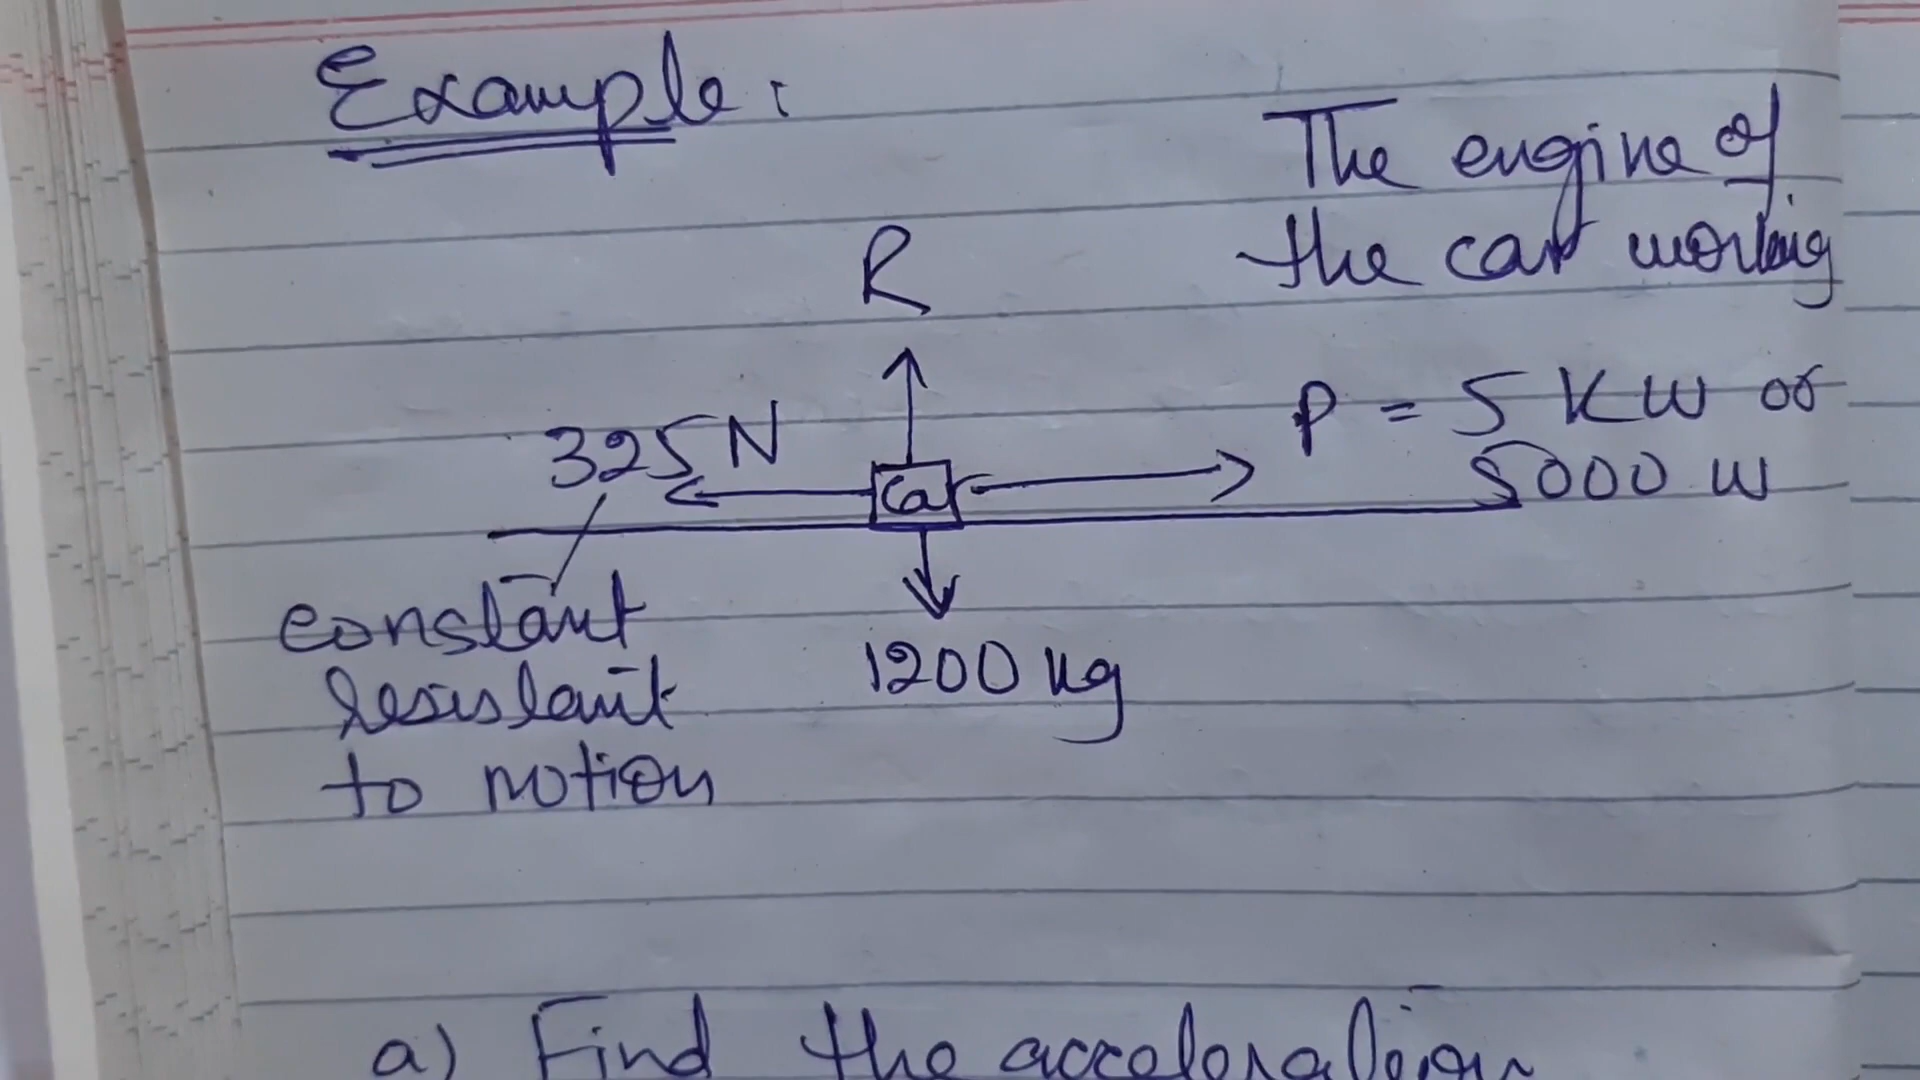 Example:
The engine of
the car working
R
325N
P = 5 KW or
5000 W
Car
constant
resistant
to motion
1200 kg
a) Find the acceleration